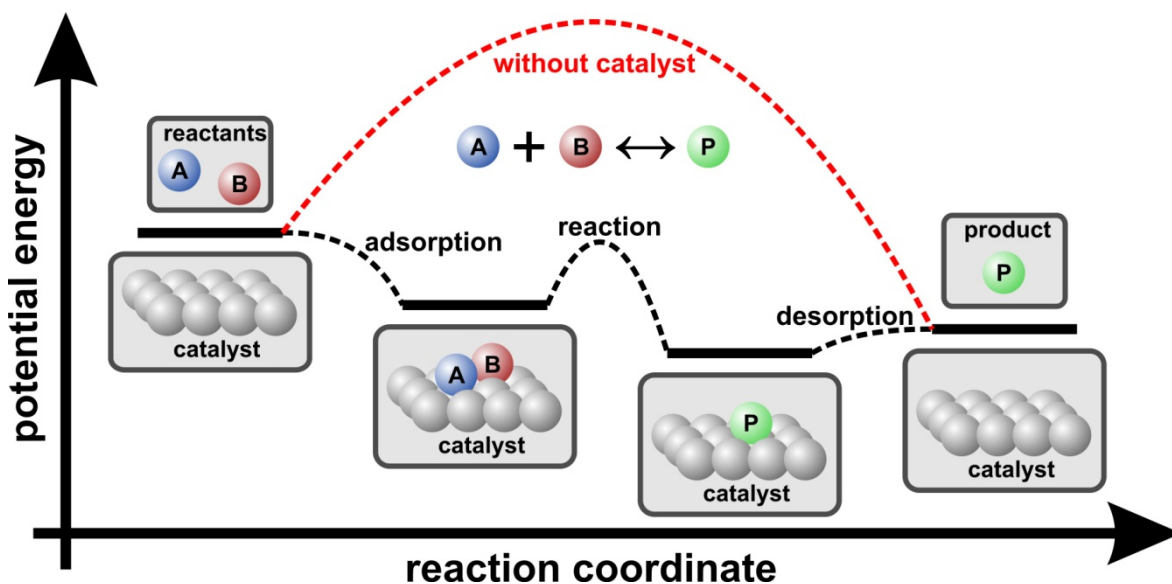 potential energy
without catalyst
reactants
A
B
A + B ↔ P
adsorption
reaction
product
P
desorption
catalyst
A B
catalyst
P
catalyst
catalyst
reaction coordinate